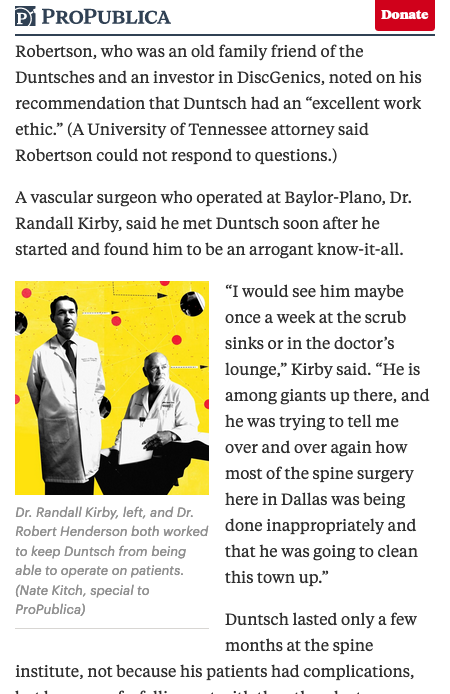 PROPUBLICA
Donate
Robertson, who was an old family friend of the
Duntsches and an investor in DiscGenics, noted on his
recommendation that Duntsch had an “excellent work
ethic.” (A University of Tennessee attorney said
Robertson could not respond to questions.)
A vascular surgeon who operated at Baylor-Plano, Dr.
Randall Kirby, said he met Duntsch soon after he
started and found him to be an arrogant know-it-all.
“I would see him maybe
once a week at the scrub
sinks or in the doctor’s
lounge,” Kirby said. “He is
among giants up there, and
he was trying to tell me
over and over again how
most of the spine surgery
here in Dallas was being
done inappropriately and
that he was going to clean
this town up.”
Dr. Randall Kirby, left, and Dr.
Robert Henderson both worked
to keep Duntsch from being
able to operate on patients.
(Nate Kitch, special to
ProPublica)
Duntsch lasted only a few
months at the spine
institute, not because his patients had complications,